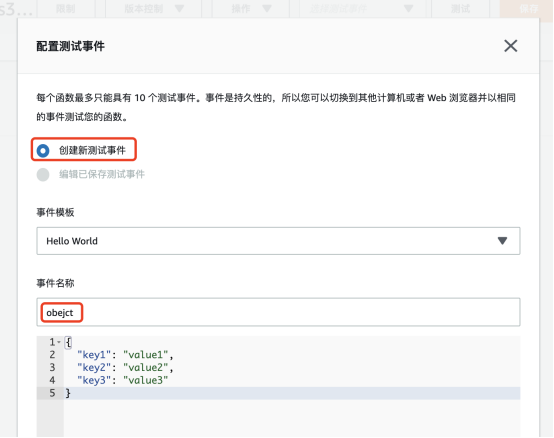 s3...
限制
版本控制
操作
选择测试事件
测试
保存
配置测试事件
每个函数最多只能具有 10 个测试事件。事件是持久性的，所以您可以切换到其他计算机或者 Web 浏览器并以相同
的事件测试您的函数。
创建新测试事件
编辑已保存测试事件
事件模板
Hello World
事件名称
obejct
1 {
2 "key1": "value1",
3 "key2": "value2",
4 "key3": "value3"
5 }